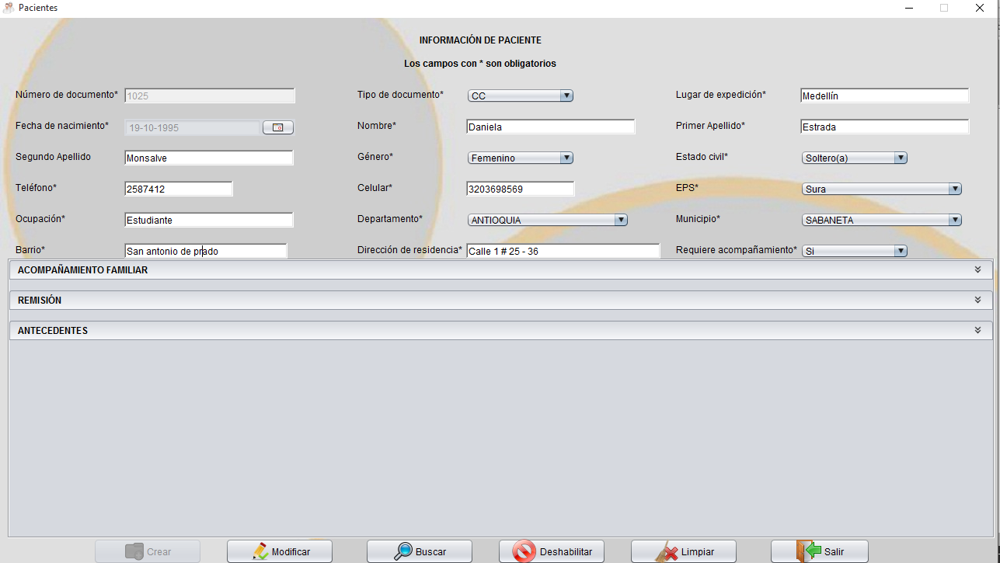 Pacientes
INFORMACIÓN DE PACIENTE
Los campos con * son obligatorios
Número de documento* 1025 Tipo de documento* CC Lugar de expedición* Medellín
Fecha de nacimiento* 19-10-1995 Nombre* Daniela Primer Apellido* Estrada
Segundo Apellido Monsalve Género* Femenino Estado civil* Soltero(a)
Teléfono* 2587412 Celular* 3203698569 EPS* Sura
Ocupación* Estudiante Departamento* ANTIOQUIA Municipio* SABANETA
Barrio* San antonio de prado Dirección de residencia* Calle 1 # 25 - 36 Requiere acompañamiento* Si
ACOMPAÑAMIENTO FAMILIAR
REMISIÓN
ANTECEDENTES
Crear Modificar Buscar Deshabilitar Limpiar Salir